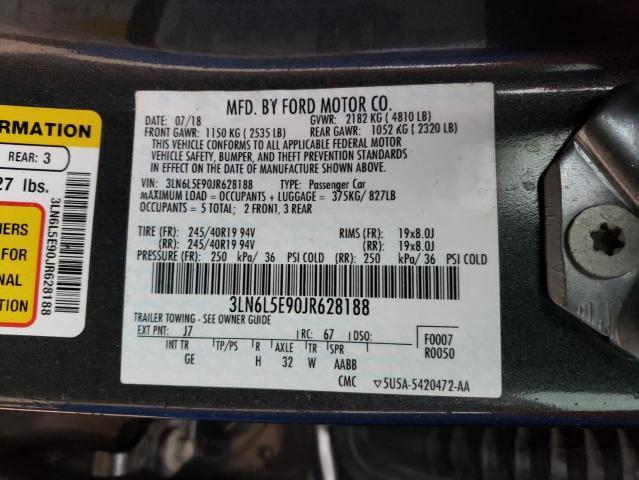 ORMATION
REAR: 3
27 lbs.
ERS
FOR
NAL
ON
3LN6L5E90JR628188
MFD. BY FORD MOTOR CO.
DATE: 07/18 GVWR: 2182 KG ( 4810 LB)
FRONT GAWR: 1150 KG ( 2535 LB) REAR GAWR: 1052 KG ( 2320 LB)
THIS VEHICLE CONFORMS TO ALL APPLICABLE FEDERAL MOTOR
VEHICLE SAFETY, BUMPER, AND THEFT PREVENTION STANDARDS
IN EFFECT ON THE DATE OF MANUFACTURE SHOWN ABOVE.
VIN: 3LN6L5E90JR628188 TYPE: Passenger Car
MAXIMUM LOAD = OCCUPANTS + LUGGAGE = 375KG/827LB
OCCUPANTS = 5 TOTAL; 2 FRONT, 3 REAR
TIRE (FR): 245/40R19 94V RIMS (FR): 19x8.0J
(RR): 245/40R19 94V (RR): 19x8.0J
PRESSURE (FR): 250 kPa/ 36 PSI COLD (RR): 250 kPa/ 36 PSI COLD
3LN6L5E90JR628188
TRAILER TOWING - SEE OWNER GUIDE
EXT PNT: J7 RC: 67 DSO: F0007
INT TR TP/PS R AXLE TR SPR R0050
GE H 32 W AABB
CMC ▽5U5A-5420472-AA